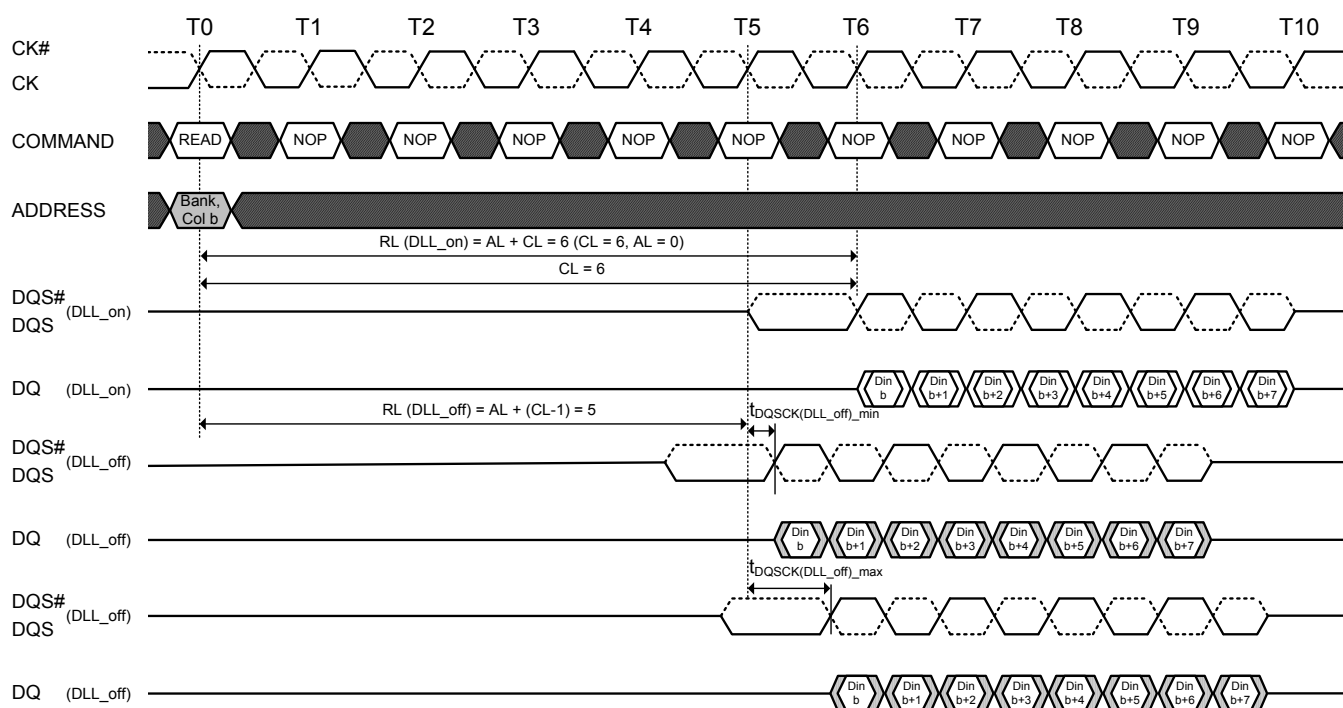 T0 T1 T2 T3 T4 T5 T6 T7 T8 T9 T10
CK#
CK
COMMAND READ NOP NOP NOP NOP NOP NOP NOP NOP NOP NOP
ADDRESS
Bank,
Col b
RL (DLL_on) = AL + CL = 6 (CL = 6, AL = 0)
CL = 6
DQS#
DQS
(DLL_on)
DQ (DLL_on)
Din b Din b+1 Din b+2 Din b+3 Din b+4 Din b+5 Din b+6 Din b+7
RL (DLL_off) = AL + (CL-1) = 5
tDQSCK(DLL_off)_min
DQS#
DQS
(DLL_off)
DQ (DLL_off)
Din b Din b+1 Din b+2 Din b+3 Din b+4 Din b+5 Din b+6 Din b+7
tDQSCK(DLL_off)_max
DQS#
DQS
(DLL_off)
DQ (DLL_off)
Din b Din b+1 Din b+2 Din b+3 Din b+4 Din b+5 Din b+6 Din b+7